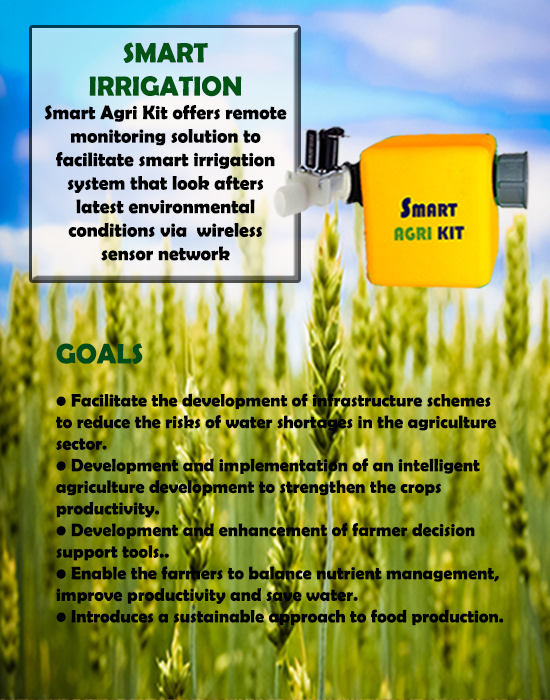 SMART
IRRIGATION
Smart Agri Kit offers remote
monitoring solution to
facilitate smart irrigation
system that look afters
latest environmental
conditions via wireless
sensor network
SMART
AGRI KIT
GOALS
● Facilitate the development of infrastructure schemes
to reduce the risks of water shortages in the agriculture
sector.
● Development and implementation of an intelligent
agriculture development to strengthen the crops
productivity.
● Development and enhancement of farmer decision
support tools..
● Enable the farmers to balance nutrient management,
improve productivity and save water.
● Introduces a sustainable approach to food production.